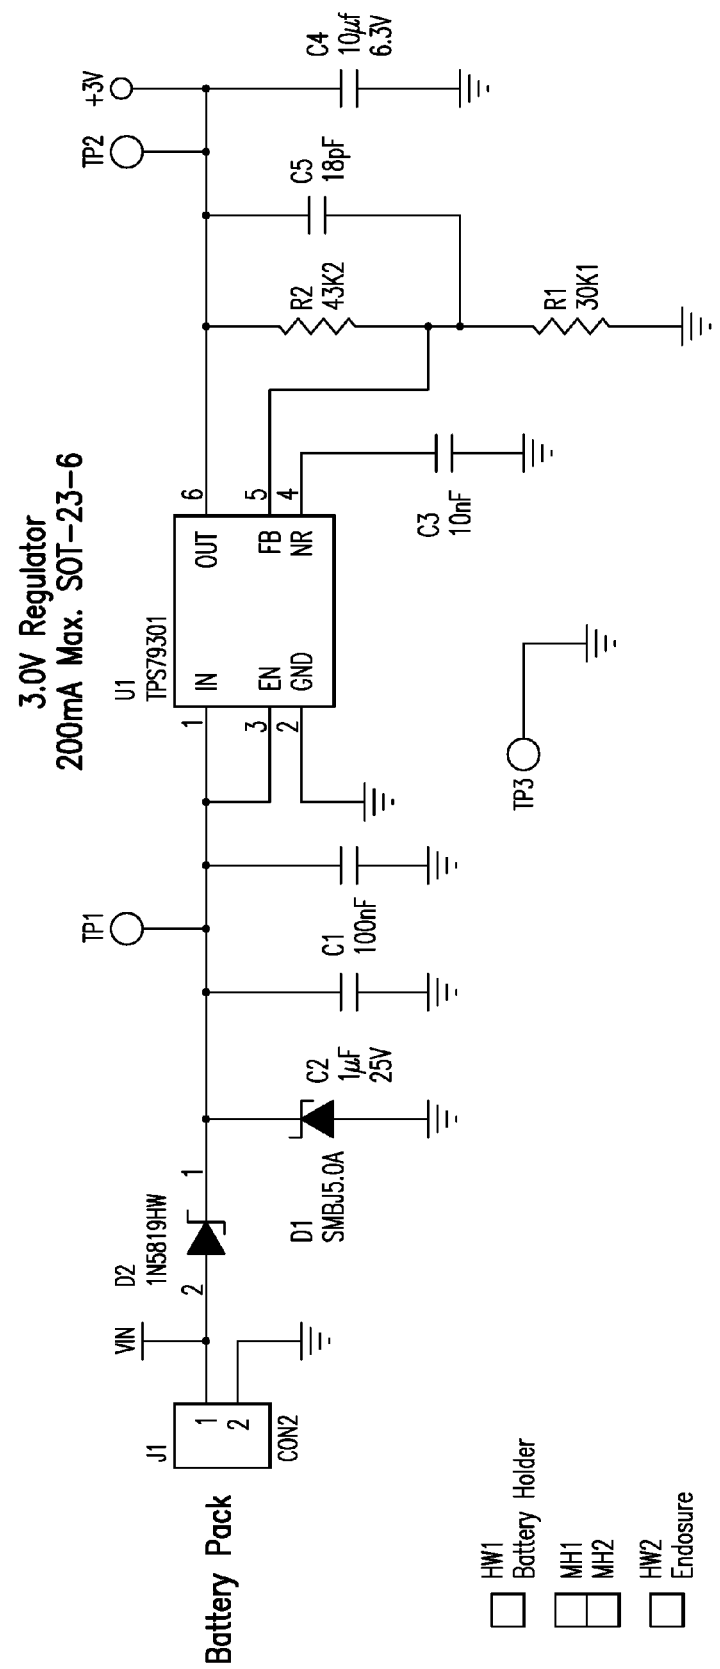 3.0V Regulator
200mA Max. SOT-23-6
Battery Pack
J1
1
2
CON2
VIN
D2
1N5819HW
2
1
D1
SMBJ5.0A
C2
1µF
25V
TP1
C1
100nF
U1
TPS79301
1
IN
3
EN
2
GND
OUT
6
FB
5
NR
4
C3
10nF
R2
43K2
R1
30K1
C5
18pF
TP2
+3V
C4
10µf
6.3V
TP3
HW1
Battery Holder
MH1
MH2
HW2
Endosure